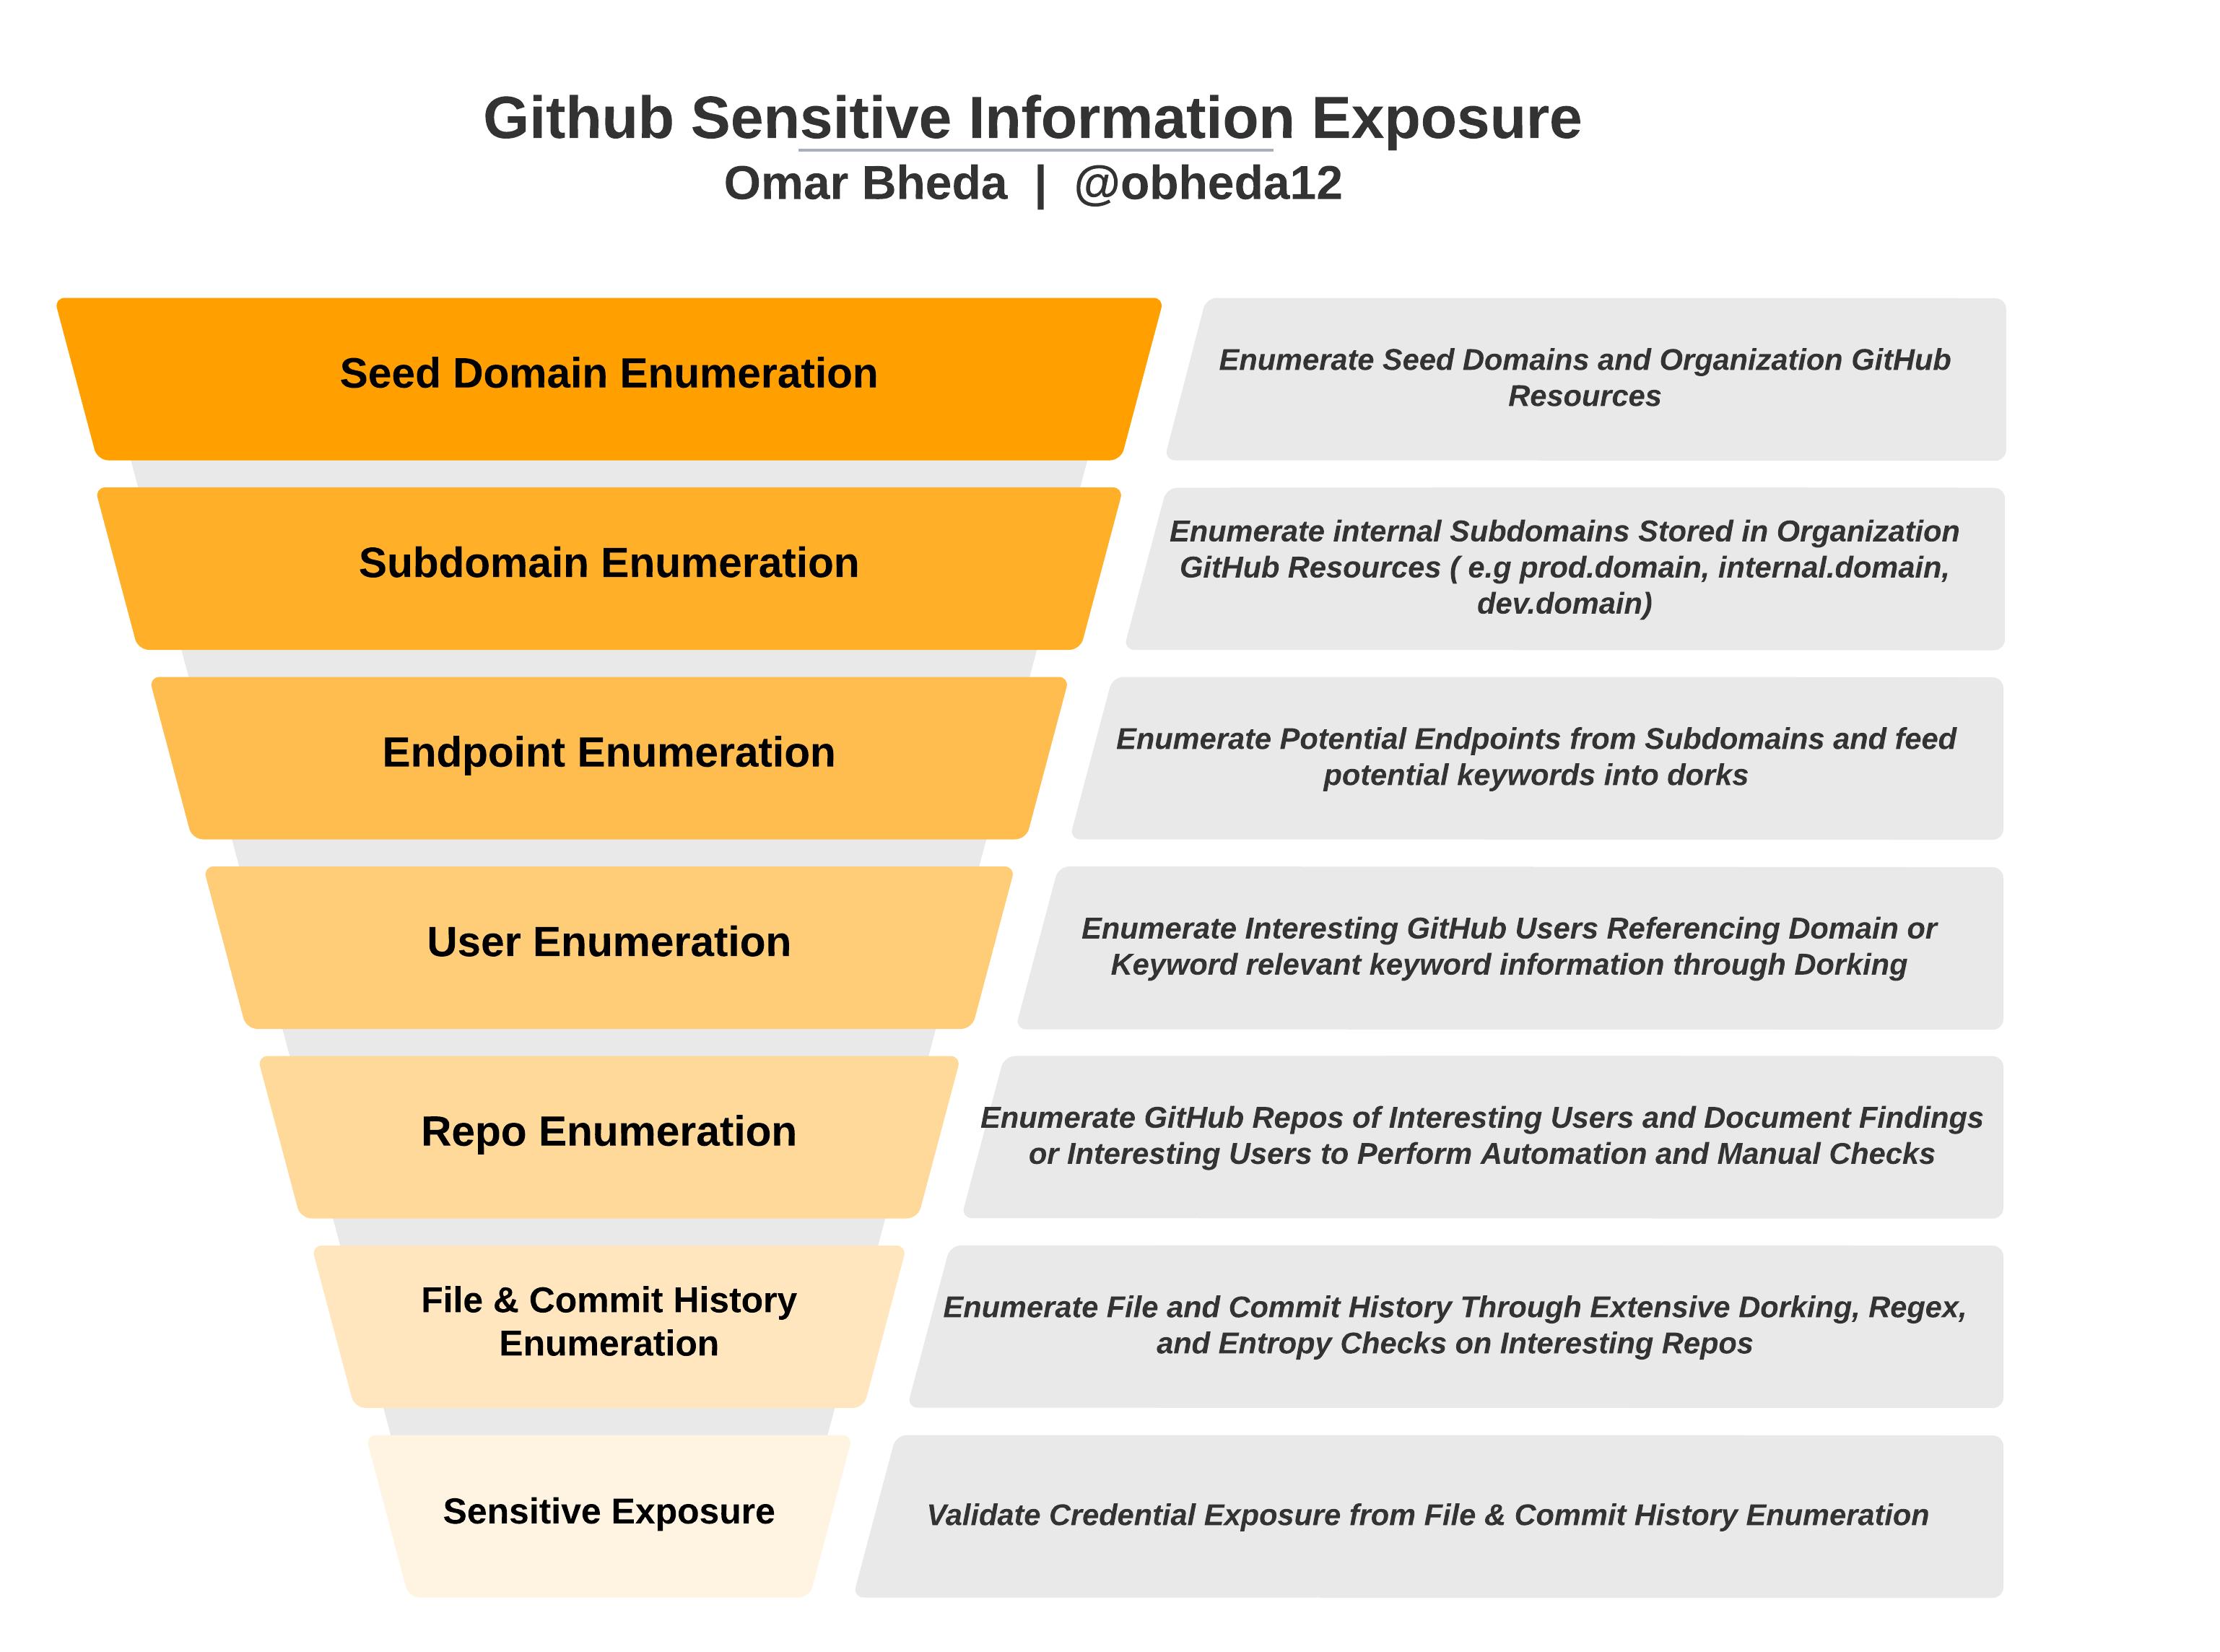 Github Sensitive Information Exposure
Omar Bheda | @obheda12
Seed Domain Enumeration
Enumerate Seed Domains and Organization GitHub
Resources
Subdomain Enumeration
Enumerate internal Subdomains Stored in Organization
GitHub Resources ( e.g prod.domain, internal.domain,
dev.domain)
Endpoint Enumeration
Enumerate Potential Endpoints from Subdomains and feed
potential keywords into dorks
User Enumeration
Enumerate Interesting GitHub Users Referencing Domain or
Keyword relevant keyword information through Dorking
Repo Enumeration
Enumerate GitHub Repos of Interesting Users and Document Findings
or Interesting Users to Perform Automation and Manual Checks
File & Commit History
Enumeration
Enumerate File and Commit History Through Extensive Dorking, Regex,
and Entropy Checks on Interesting Repos
Sensitive Exposure
Validate Credential Exposure from File & Commit History Enumeration